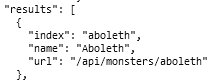 "results": [
{
"index": "aboleth",
"name": "Aboleth",
"url": "/api/monsters/aboleth"
},